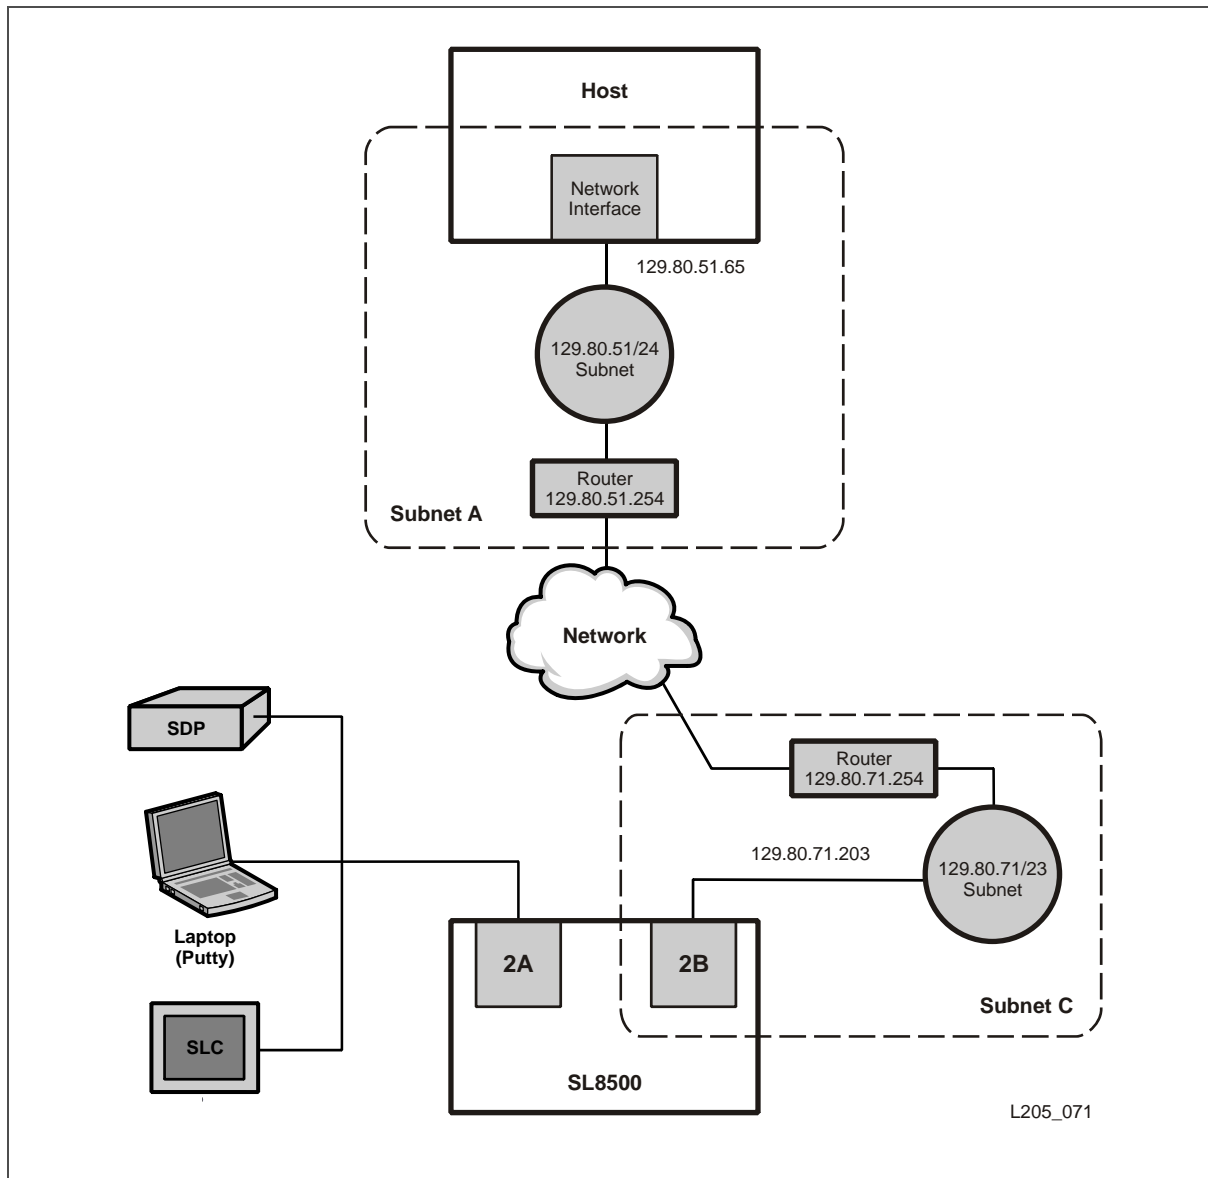 Host
Network
Interface
129.80.51.65
129.80.51/24
Subnet
Router
129.80.51.254
Subnet A
Network
SDP
Router
129.80.71.254
129.80.71.203
129.80.71/23
Subnet
Laptop
(Putty)
2A
2B
Subnet C
SLC
SL8500
L205_071